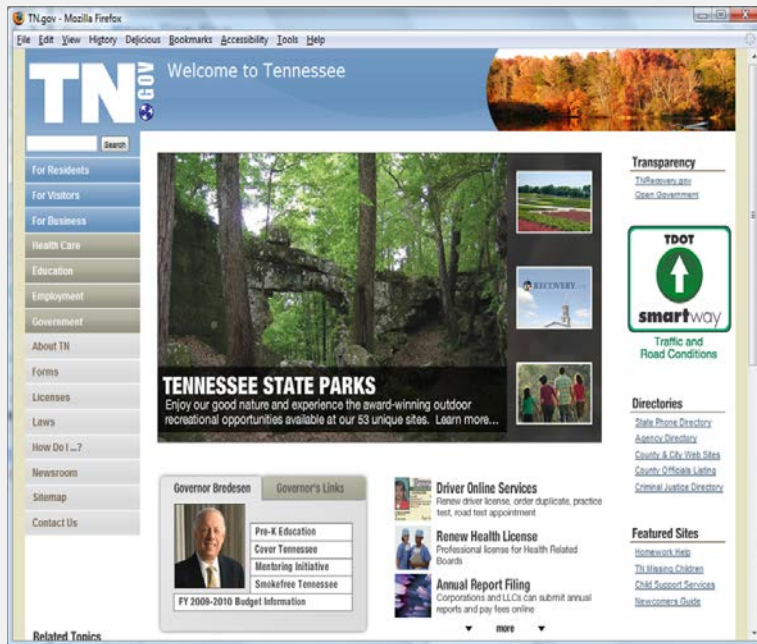 TN.gov - Mozilla Firefox
File Edit View History Delicious Bookmarks Accessibility Tools Help
TN.GOV
Welcome to Tennessee
Search
For Residents
For Visitors
For Business
Health Care
Education
Employment
Government
About TN
Forms
Licenses
Laws
How Do I ...?
Newsroom
Sitemap
Contact Us
Related Topics
RECOVERY
TENNESSEE STATE PARKS
Enjoy our good nature and experience the award-winning outdoor
recreational opportunities available at our 53 unique sites. Learn more...
Governor Bredesen
Governor's Links
Pre-K Education
Cover Tennessee
Mentoring Initiative
Smokefree Tennessee
FY 2009-2010 Budget Information
Driver Online Services
Renew driver license, order duplicate, practice
test, road test appointment
Renew Health License
Professional license for Health Related
Boards
Annual Report Filing
Corporations and LLCs can submit annual
reports and pay fees online
more
Transparency
TNRecovery.gov
Open Government
TDOT
smartway
Traffic and
Road Conditions
Directories
State Phone Directory
Agency Directory
County & City Web Sites
County Officials Listing
Criminal Justice Directory
Featured Sites
Homework Help
TN Missing Children
Child Support Services
Newcomers Guide